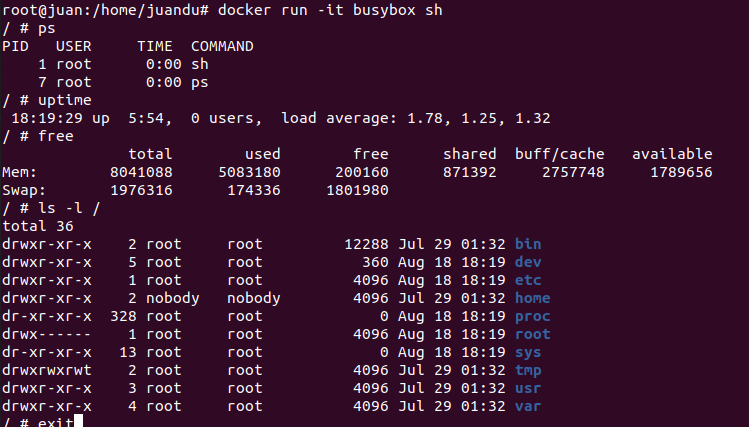 root@juan:/home/juandu# docker run -it busybox sh
/ # ps
PID   USER     TIME  COMMAND
    1 root      0:00 sh
    7 root      0:00 ps
/ # uptime
 18:19:29 up  5:54,  0 users,  load average: 1.78, 1.25, 1.32
/ # free
              total        used        free      shared  buff/cache   available
Mem:        8041088     5083180      200160      871392     2757748     1789656
Swap:       1976316      174336     1801980
/ # ls -l /
total 36
drwxr-xr-x    2 root     root         12288 Jul 29 01:32 bin
drwxr-xr-x    5 root     root           360 Aug 18 18:19 dev
drwxr-xr-x    1 root     root          4096 Aug 18 18:19 etc
drwxr-xr-x    2 nobody   nobody        4096 Jul 29 01:32 home
dr-xr-xr-x  328 root     root             0 Aug 18 18:19 proc
drwx------    1 root     root          4096 Aug 18 18:19 root
dr-xr-xr-x   13 root     root             0 Aug 18 18:19 sys
drwxrwxrwt    2 root     root          4096 Jul 29 01:32 tmp
drwxr-xr-x    3 root     root          4096 Jul 29 01:32 usr
drwxr-xr-x    4 root     root          4096 Jul 29 01:32 var
/ # exit